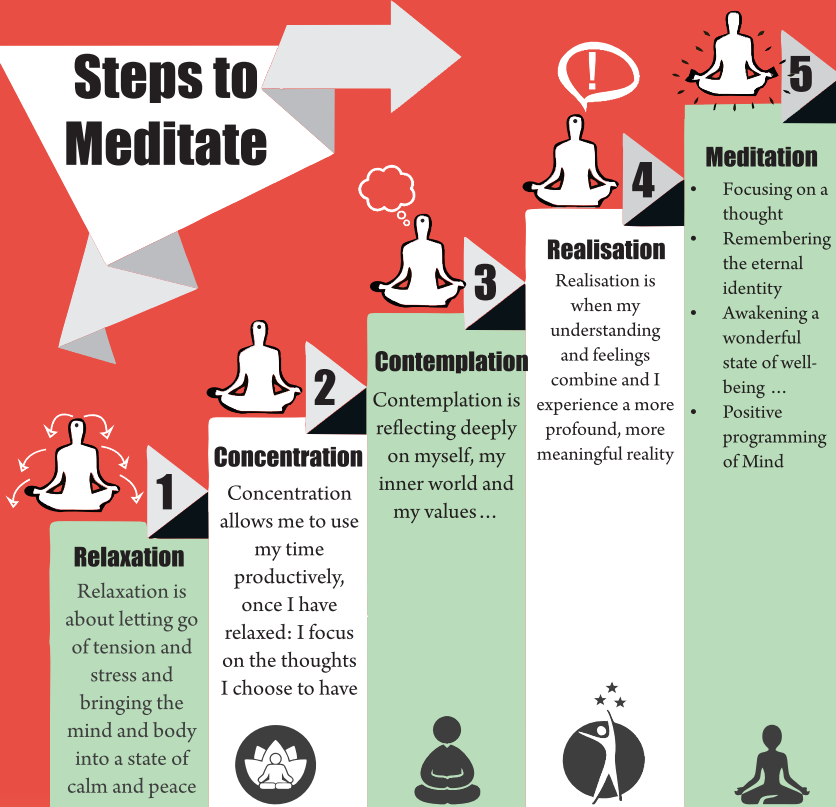 Steps to
Meditate
1
Relaxation
Relaxation is
about letting go
of tension and
stress and
bringing the
mind and body
into a state of
calm and peace
2
Concentration
Concentration
allows me to use
my time
productively,
once I have
relaxed: I focus
on the thoughts
I choose to have
3
Contemplation
Contemplation is
reflecting deeply
on myself, my
inner world and
my values…
!
4
Realisation
Realisation is
when my
understanding
and feelings
combine and I
experience a more
profound, more
meaningful reality
5
Meditation
• Focusing on a
thought
• Remembering
the eternal
identity
• Awakening a
wonderful
state of well-
being …
• Positive
programming
of Mind